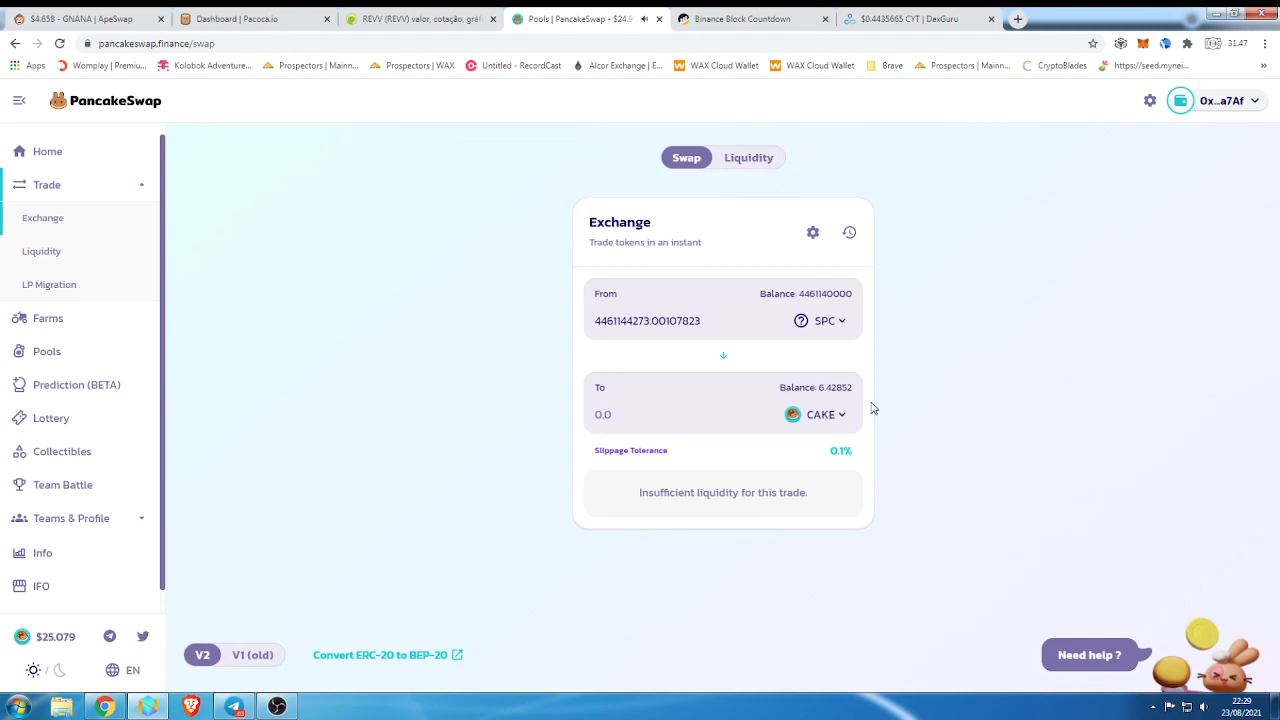 $4.658 - GNANA | ApeSwap
Dashboard | Pacoca.io
REVV (REVV) valor, cotação, gráf
Pools | PancakeSwap - $24.9
Binance Block Countdown
$0.4435665 CYT | DexGuru
pancakeswap.finance/swap
31.47
Apps
Womplay | Premiu...
Kolobok Adventure...
Prospectors | Mainn...
Prospectors | WAX
Untitled - RecordCast
Alcor Exchange | E...
WAX Cloud Wallet
WAX Cloud Wallet
Brave
Prospectors | Mainn...
CryptoBlades
https://seed.mynei...
»
PancakeSwap
0x...a7Af
Home
Trade
Exchange
Liquidity
LP Migration
Farms
Pools
Prediction (BETA)
Lottery
Collectibles
Team Battle
Teams & Profile
Info
IFO
$25.079
/
EN
Swap
Liquidity
Exchange
Trade tokens in an instant
From
Balance: 4461140000
4461144273.00107823
SPC
To
Balance: 6.42852
0.0
CAKE
Slippage Tolerance
0.1%
Insufficient liquidity for this trade.
V2
V1 (old)
Convert ERC-20 to BEP-20
Need help ?
22:29
23/08/2021